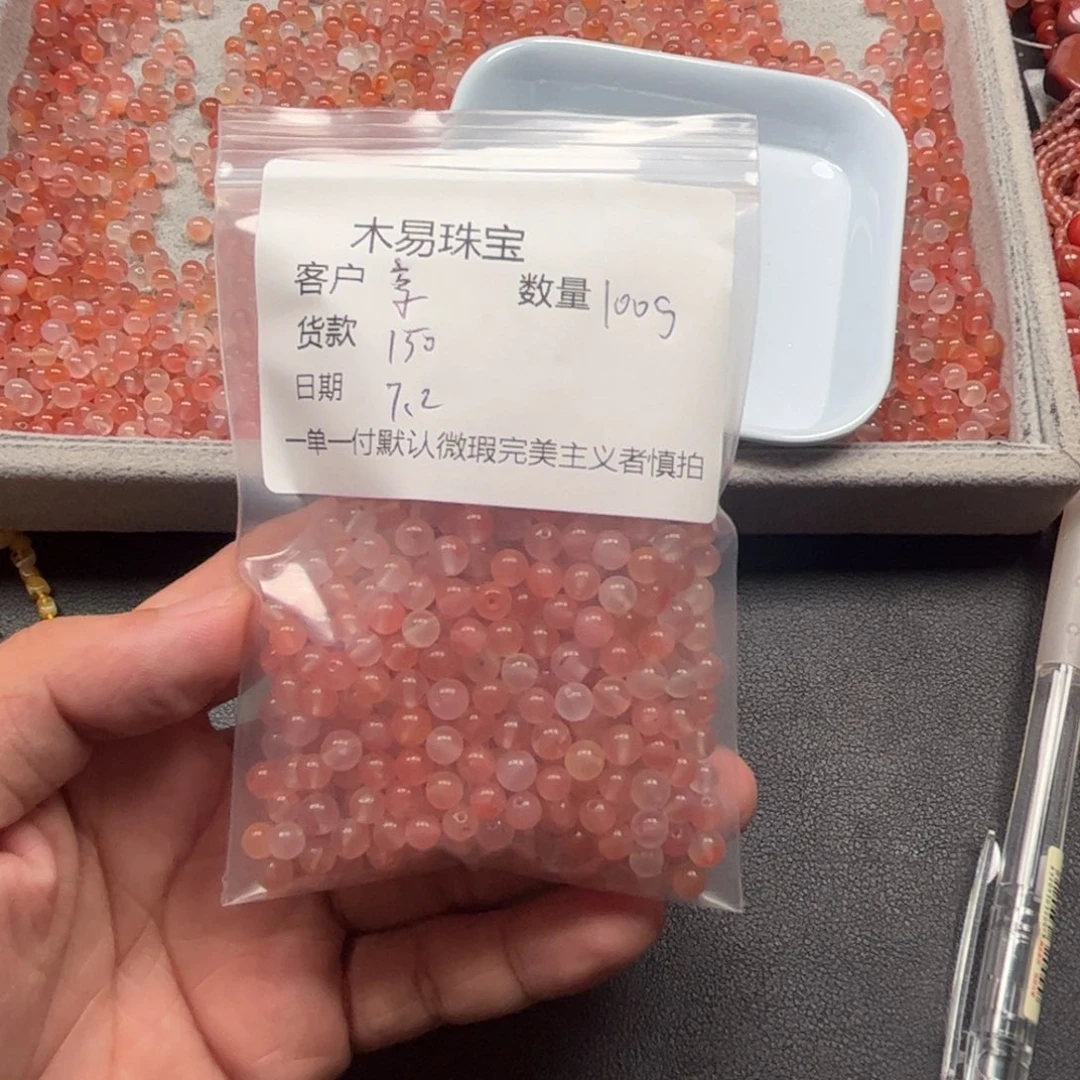 木易珠宝
客户 享 数量 100g
货款 150
日期 7.2
一单一付默认微瑕完美主义者慎拍